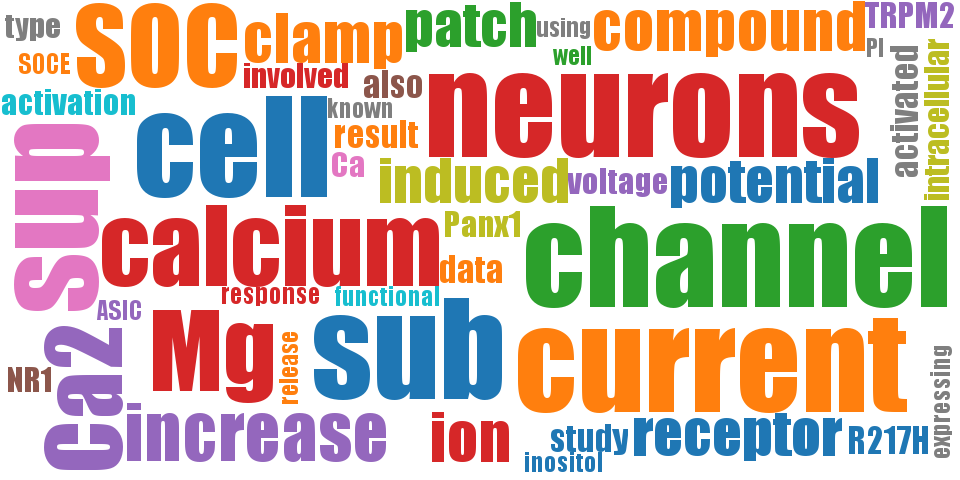 type
SOC
clamp
patch
using
compound
TRPM2
SOCE
well
PI
involved
also
neurons
activated
intracellular
activation
cell
known
result
Ca
sup
induced
voltage
potential
calcium
Panx1
channel
data
response
functional
ASIC
Mg
sub
current
ca2
release
NR1
expressing
increase
ion
study
receptor
R217H
inositol